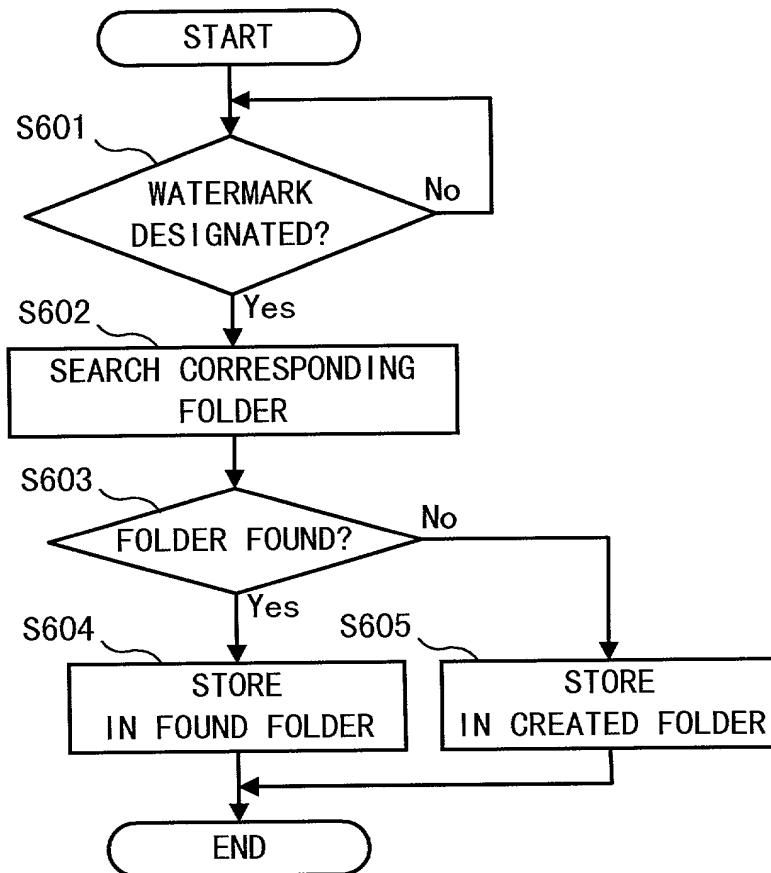 START
S601
WATERMARK
DESIGNATED?
No
Yes
S602
SEARCH CORRESPONDING
FOLDER
S603
FOLDER FOUND?
No
Yes
S604
STORE
IN FOUND FOLDER
S605
STORE
IN CREATED FOLDER
END